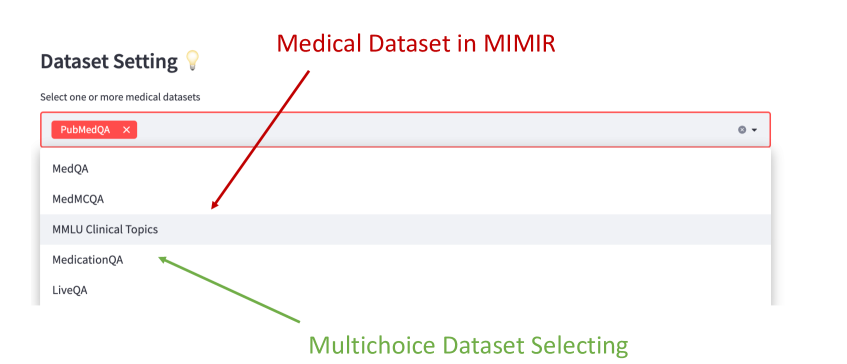 Medical Dataset in MIMIR
Dataset Setting 💡
Select one or more medical datasets
PubMedQA ×
MedQA
MedMCQA
MMLU Clinical Topics
MedicationQA
LiveQA
Multichoice Dataset Selecting